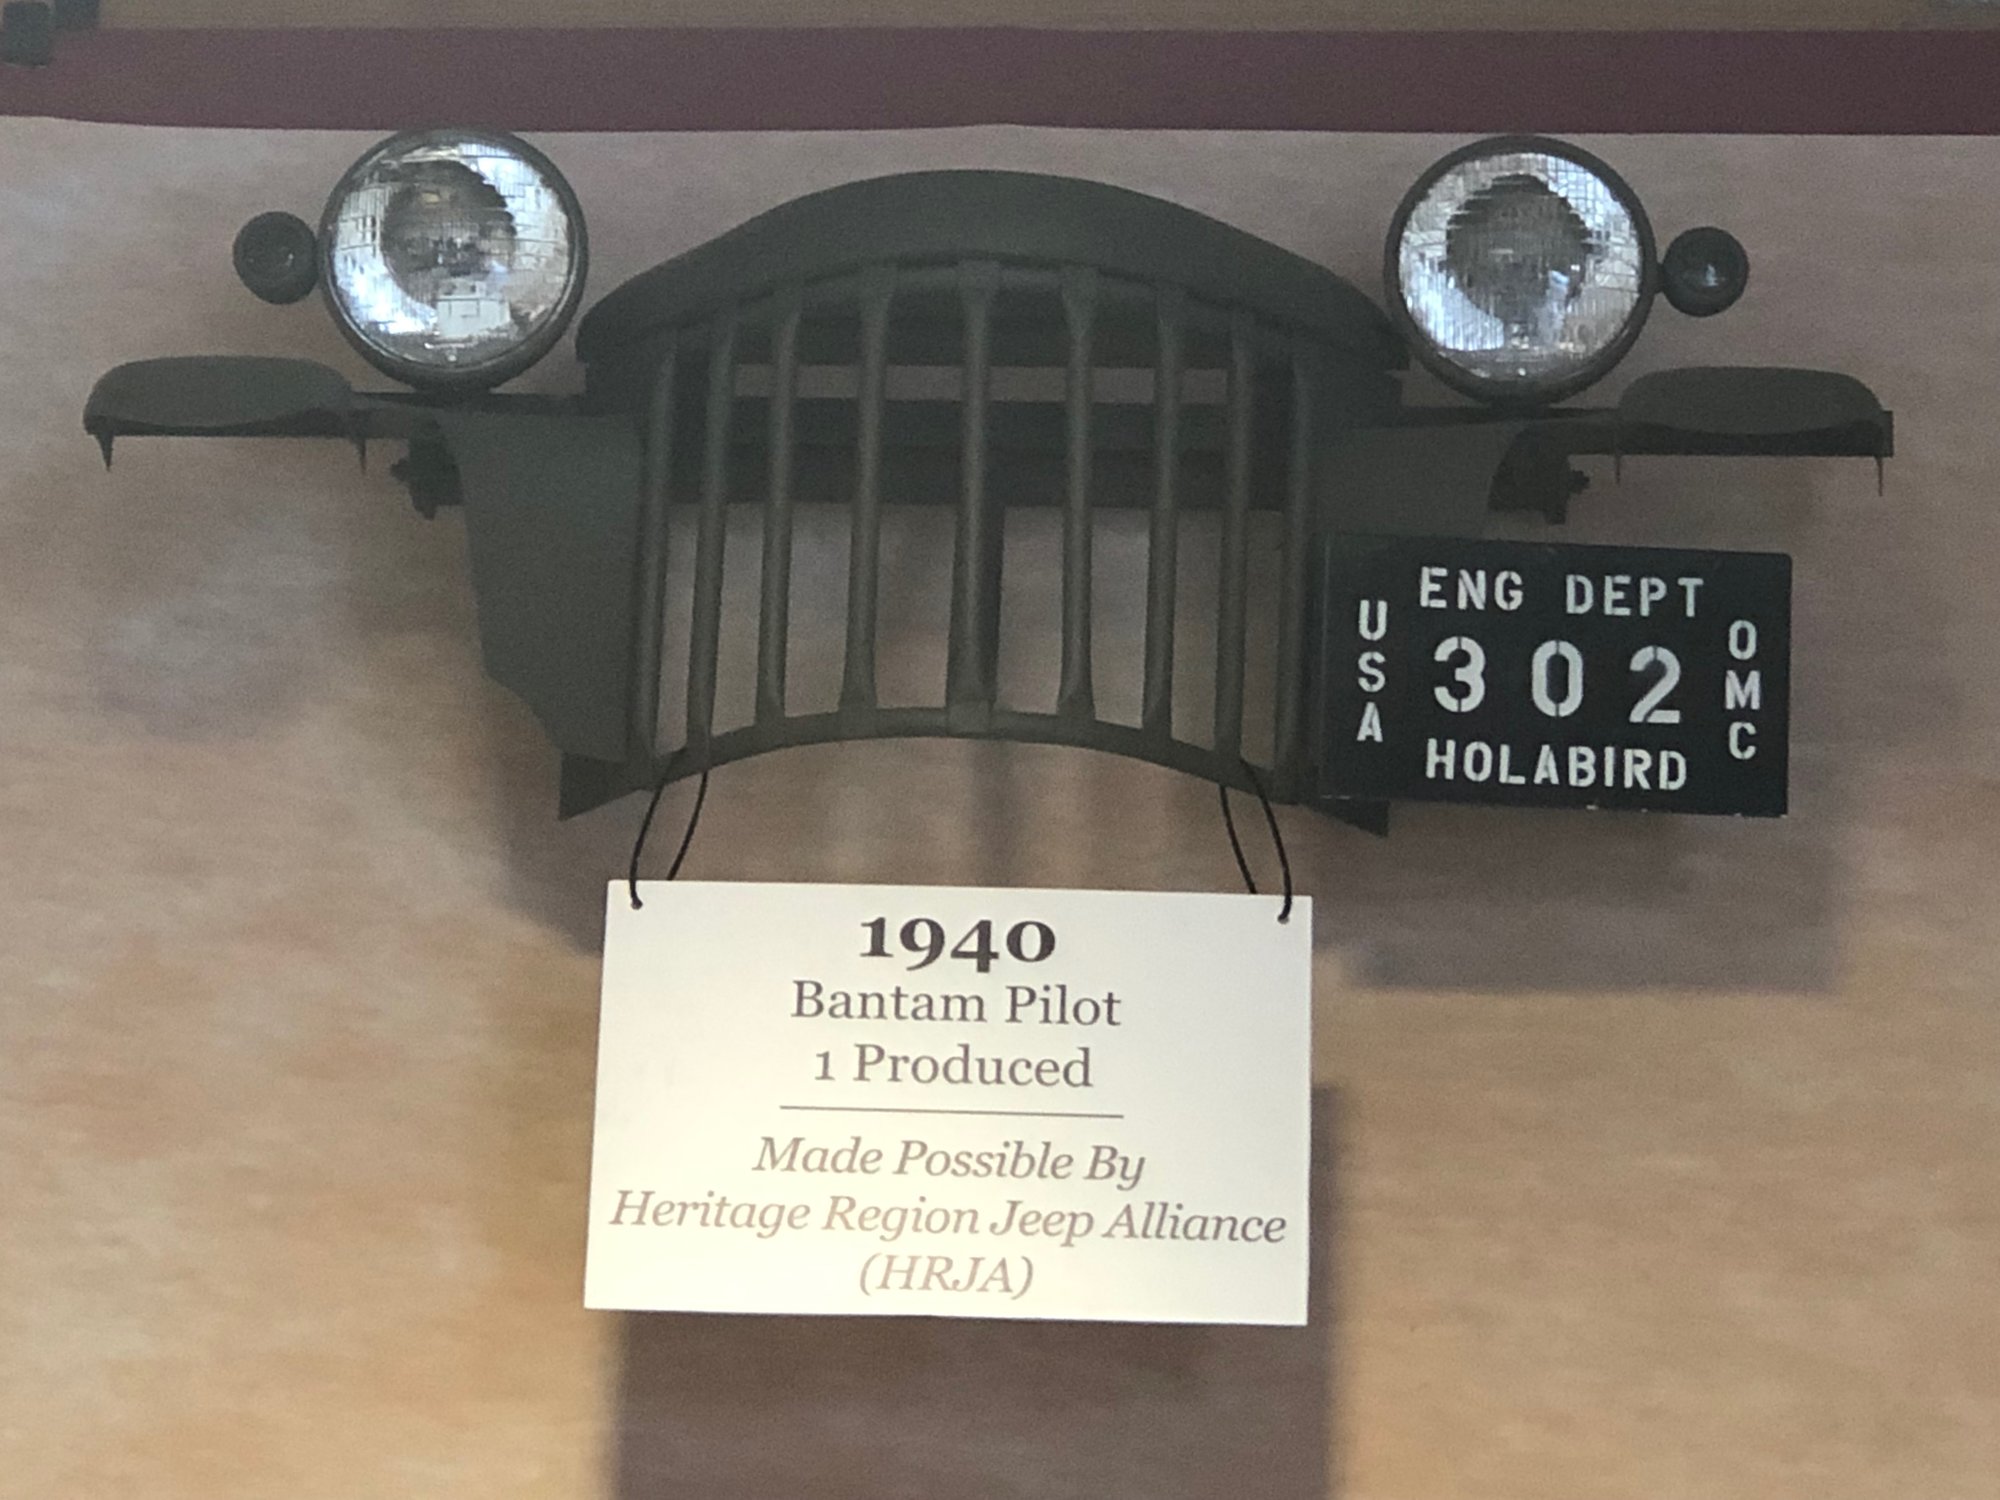 ENG DEPT
USA
302
OMC
HOLABIRD
1940
Bantam Pilot
1 Produced
Made Possible By
Heritage Region Jeep Alliance
(HRJA)